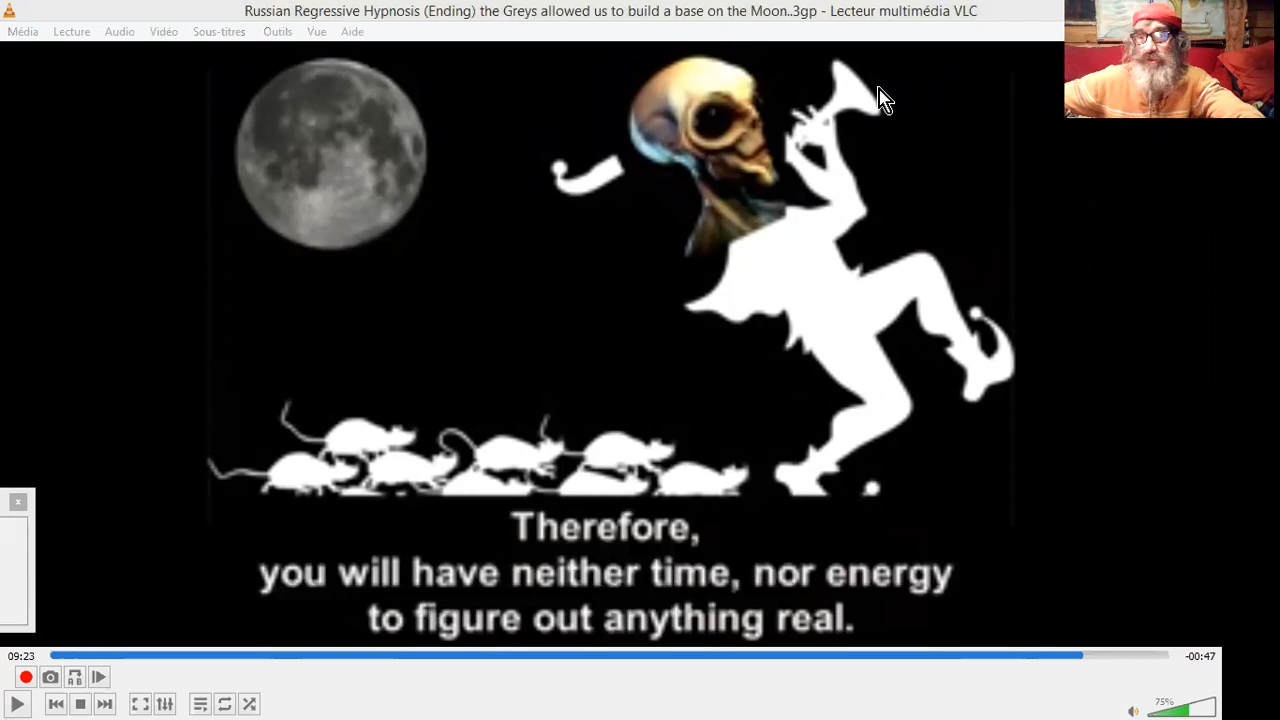 Russian Regressive Hypnosis (Ending) the Greys allowed us to build a base on the Moon..3gp - Lecteur multimédia VLC
Média Lecture Audio Vidéo Sous-titres Outils Vue Aide
Therefore,
you will have neither time, nor energy
to figure out anything real.
x
09:23 -00:47
A B
75%